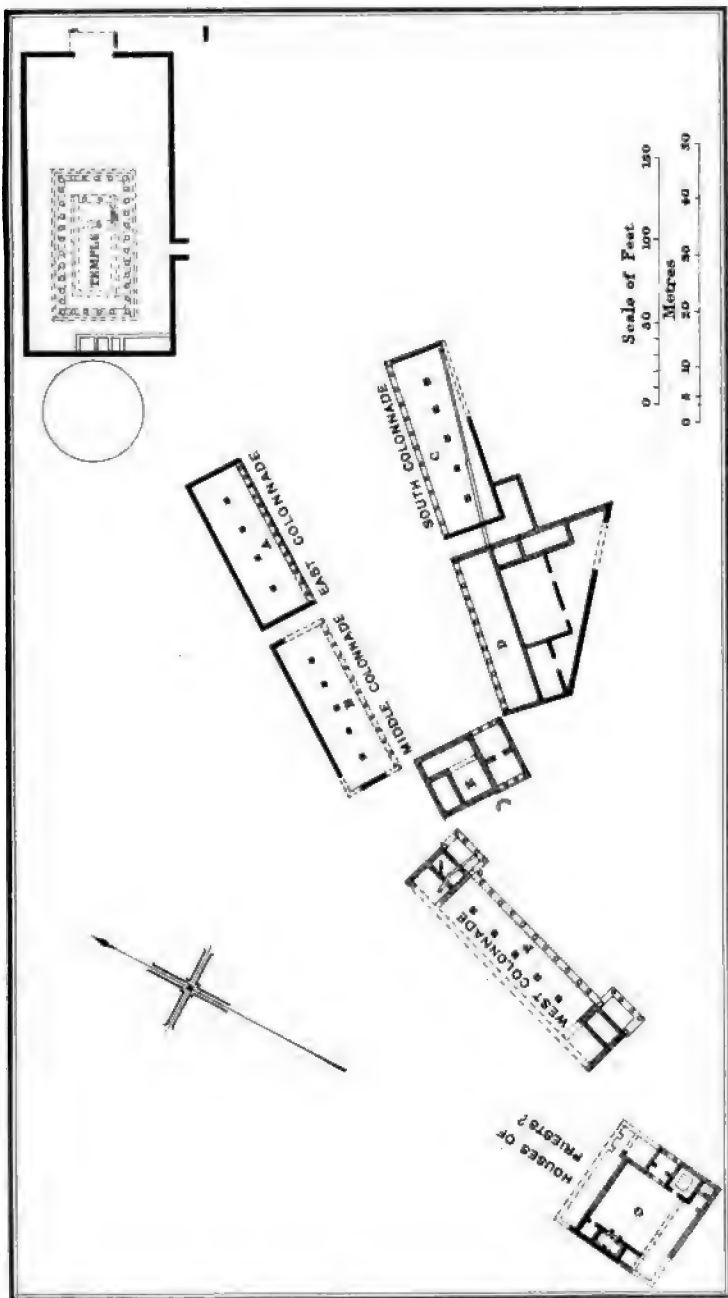 TEMPLE
EAST COLONNADE
A
MIDDLE COLONNADE
B
SOUTH COLONNADE
C
D
E
WEST COLONNADE
F
HOUSES OF
PRIESTS?
G
Scale of Feet
0 50 100 150
Metres
0 5 10 20 30 40 50